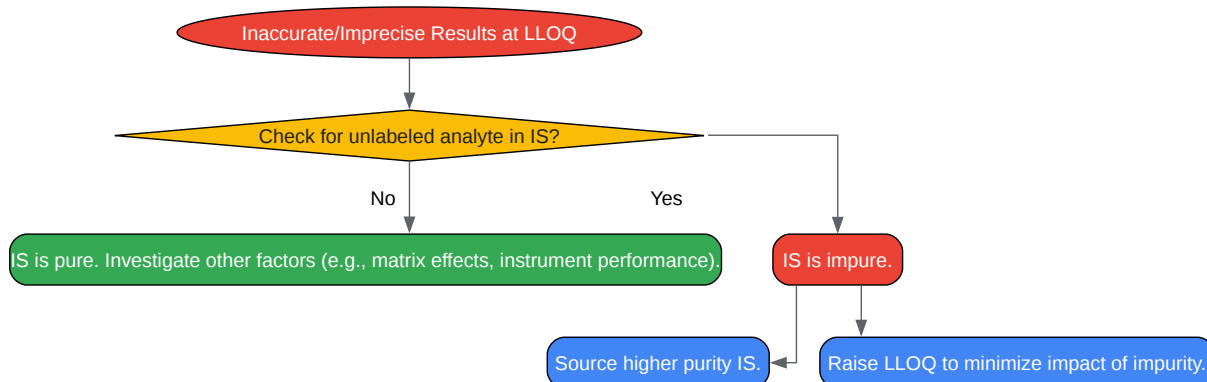 Inaccurate/Imprecise Results at LLOQ
Check for unlabeled analyte in IS?
No
Yes
IS is pure. Investigate other factors (e.g., matrix effects, instrument performance).
IS is impure.
Source higher purity IS.
Raise LLOQ to minimize impact of impurity.